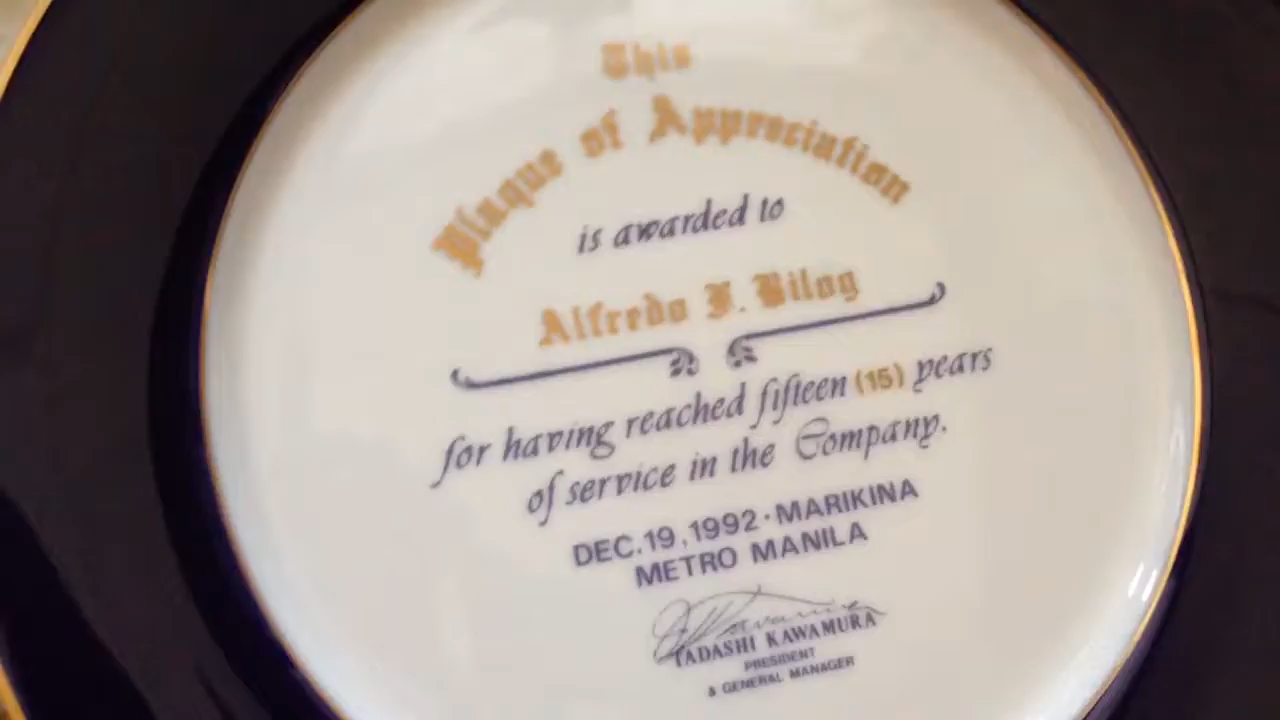 This
Plaque of Appreciation
is awarded to
Alfredo F. Bilog
for having reached fifteen (15) years
of service in the Company.
DEC.19,1992·MARIKINA
METRO MANILA
TADASHI KAWAMURA
PRESIDENT
& GENERAL MANAGER